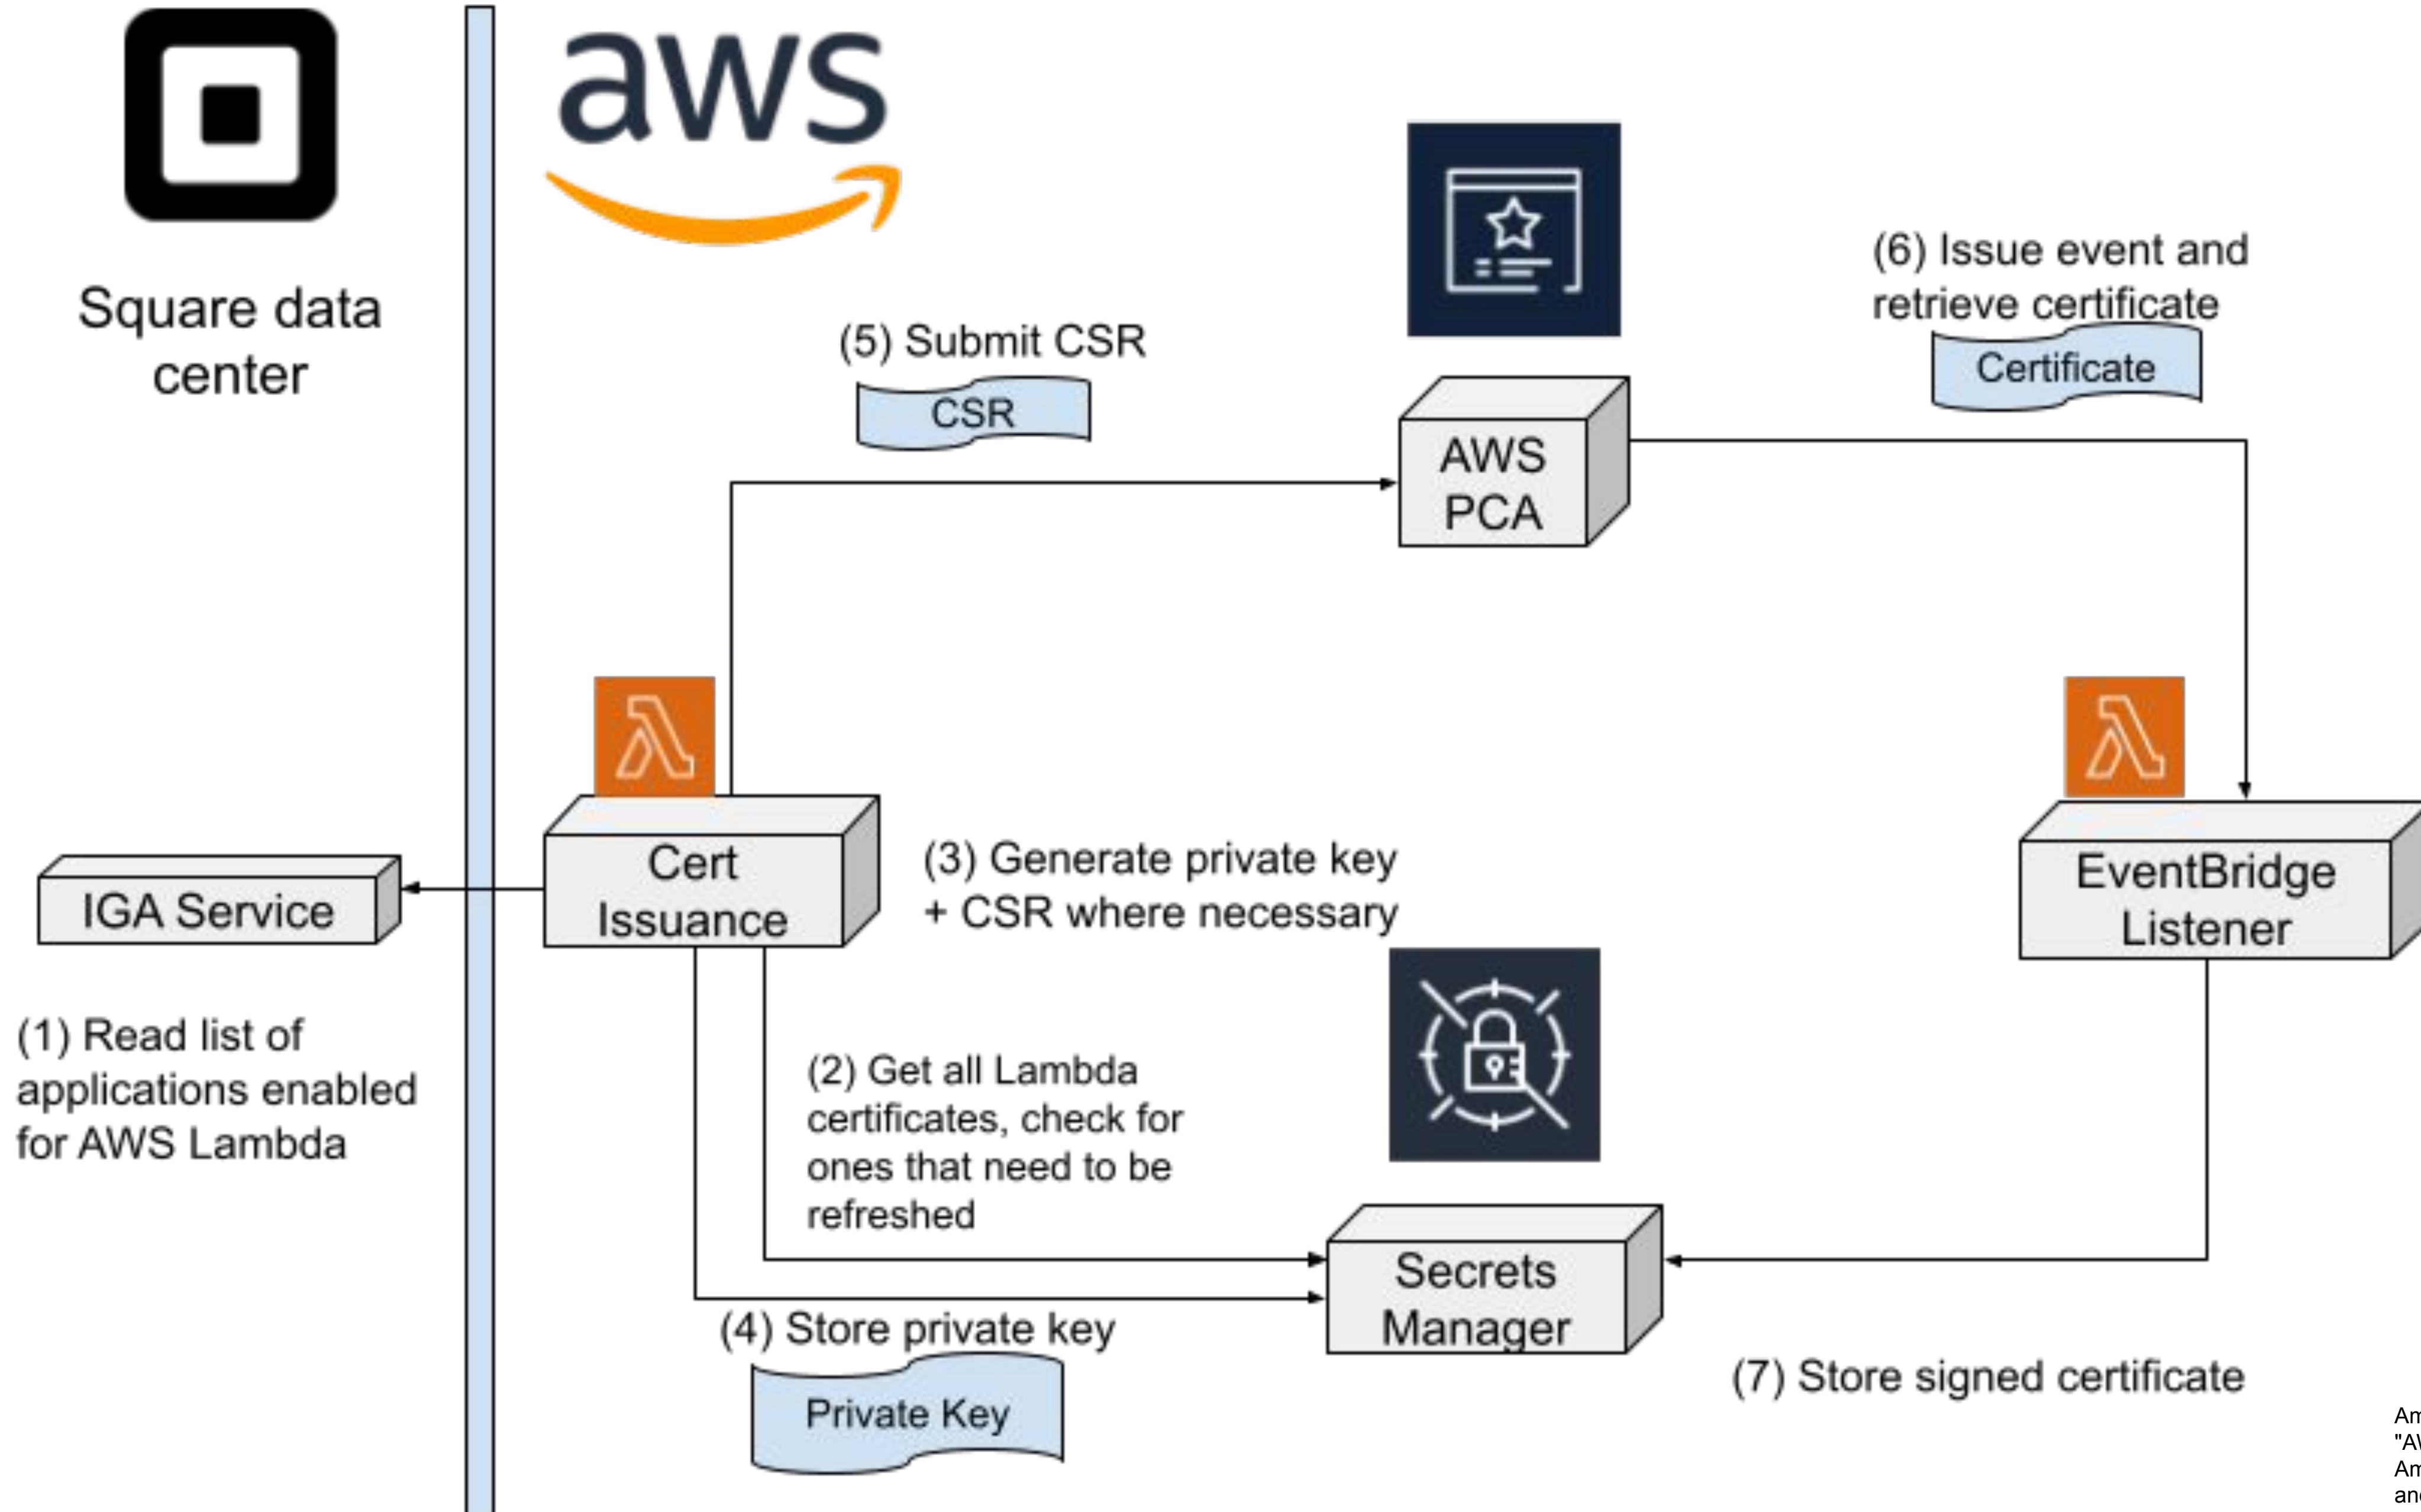 aws
Square data
center
(6) Issue event and
retrieve certificate
Certificate
(5) Submit CSR
CSR
AWS
PCA
Cert
Issuance
(3) Generate private key
+ CSR where necessary
EventBridge
Listener
IGA Service
(1) Read list of
applications enabled
for AWS Lambda
(2) Get all Lambda
certificates, check for
ones that need to be
refreshed
Secrets
Manager
(4) Store private key
Private Key
(7) Store signed certificate